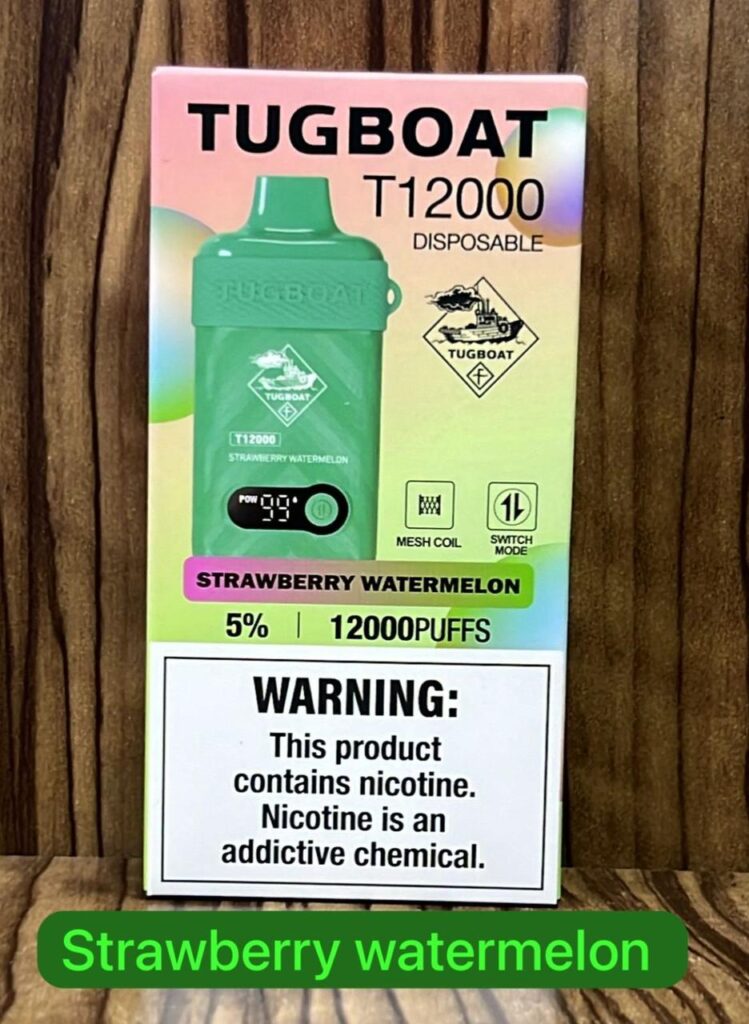 TUGBOAT
T12000
DISPOSABLE
TUGBOAT
TUGBOAT
TUGBOAT
T12000
STRAWBERRY WATERMELON
POW 99
MESH COIL
SWITCH
MODE
STRAWBERRY WATERMELON
5% | 12000PUFFS
WARNING:
This product
contains nicotine.
Nicotine is an
addictive chemical.
Strawberry watermelon